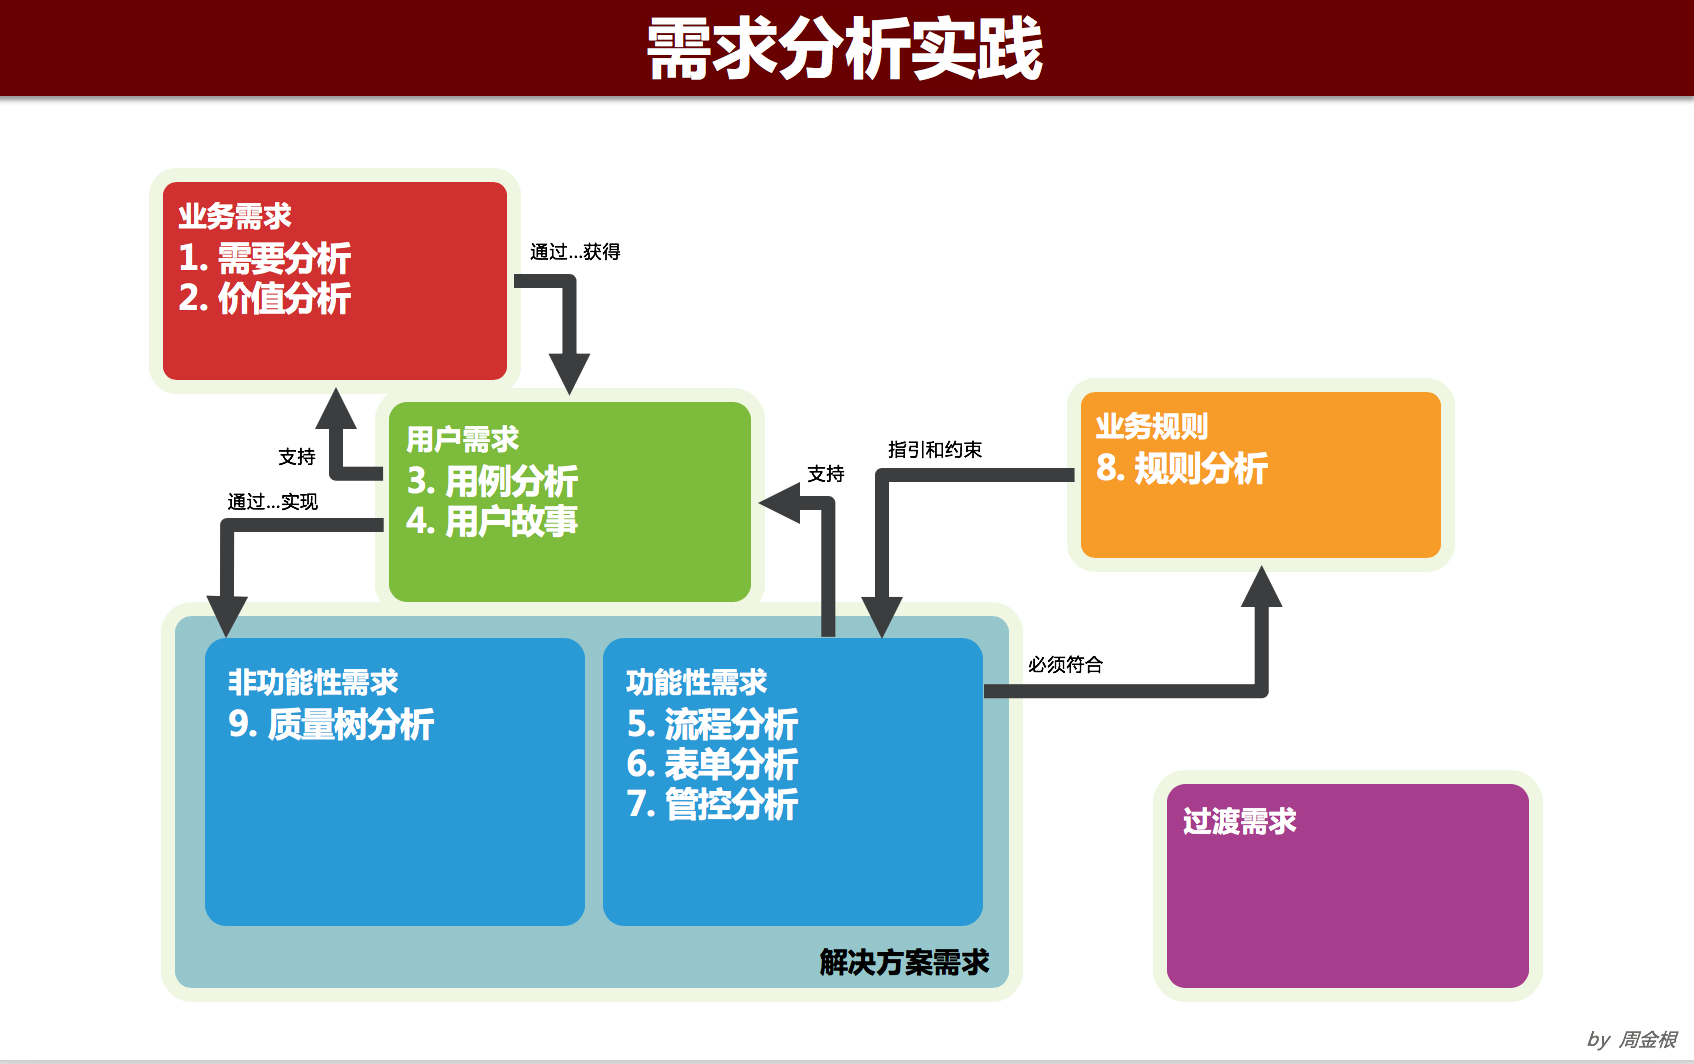 需求分析实践
业务需求
1. 需要分析
2. 价值分析
通过...获得
支持
通过...实现
用户需求
3. 用例分析
4. 用户故事
支持
指引和约束
业务规则
8. 规则分析
必须符合
非功能性需求
9. 质量树分析
功能性需求
5. 流程分析
6. 表单分析
7. 管控分析
解决方案需求
过渡需求
by 周金根